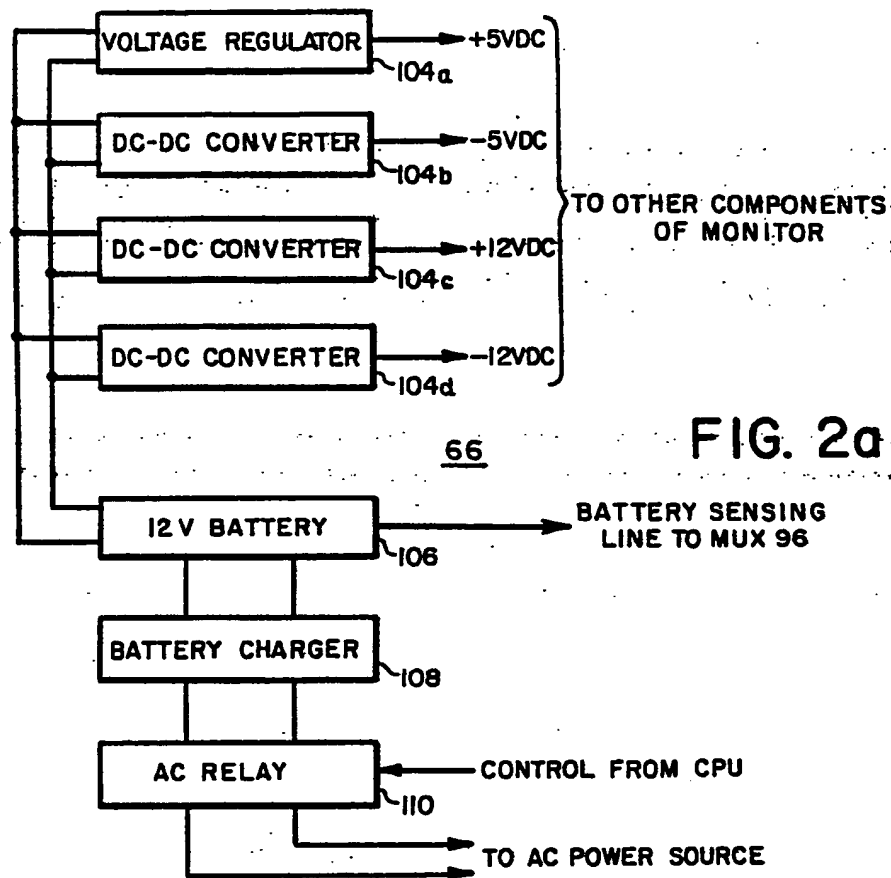 VOLTAGE REGULATOR
+5VDC
104a
DC-DC CONVERTER
-5VDC
104b
TO OTHER COMPONENTS
OF MONITOR
DC-DC CONVERTER
+12VDC
104c
DC-DC CONVERTER
-12VDC
104d
66
FIG. 2a
12V BATTERY
106
BATTERY SENSING
LINE TO MUX 96
BATTERY CHARGER
108
AC RELAY
110
CONTROL FROM CPU
TO AC POWER SOURCE